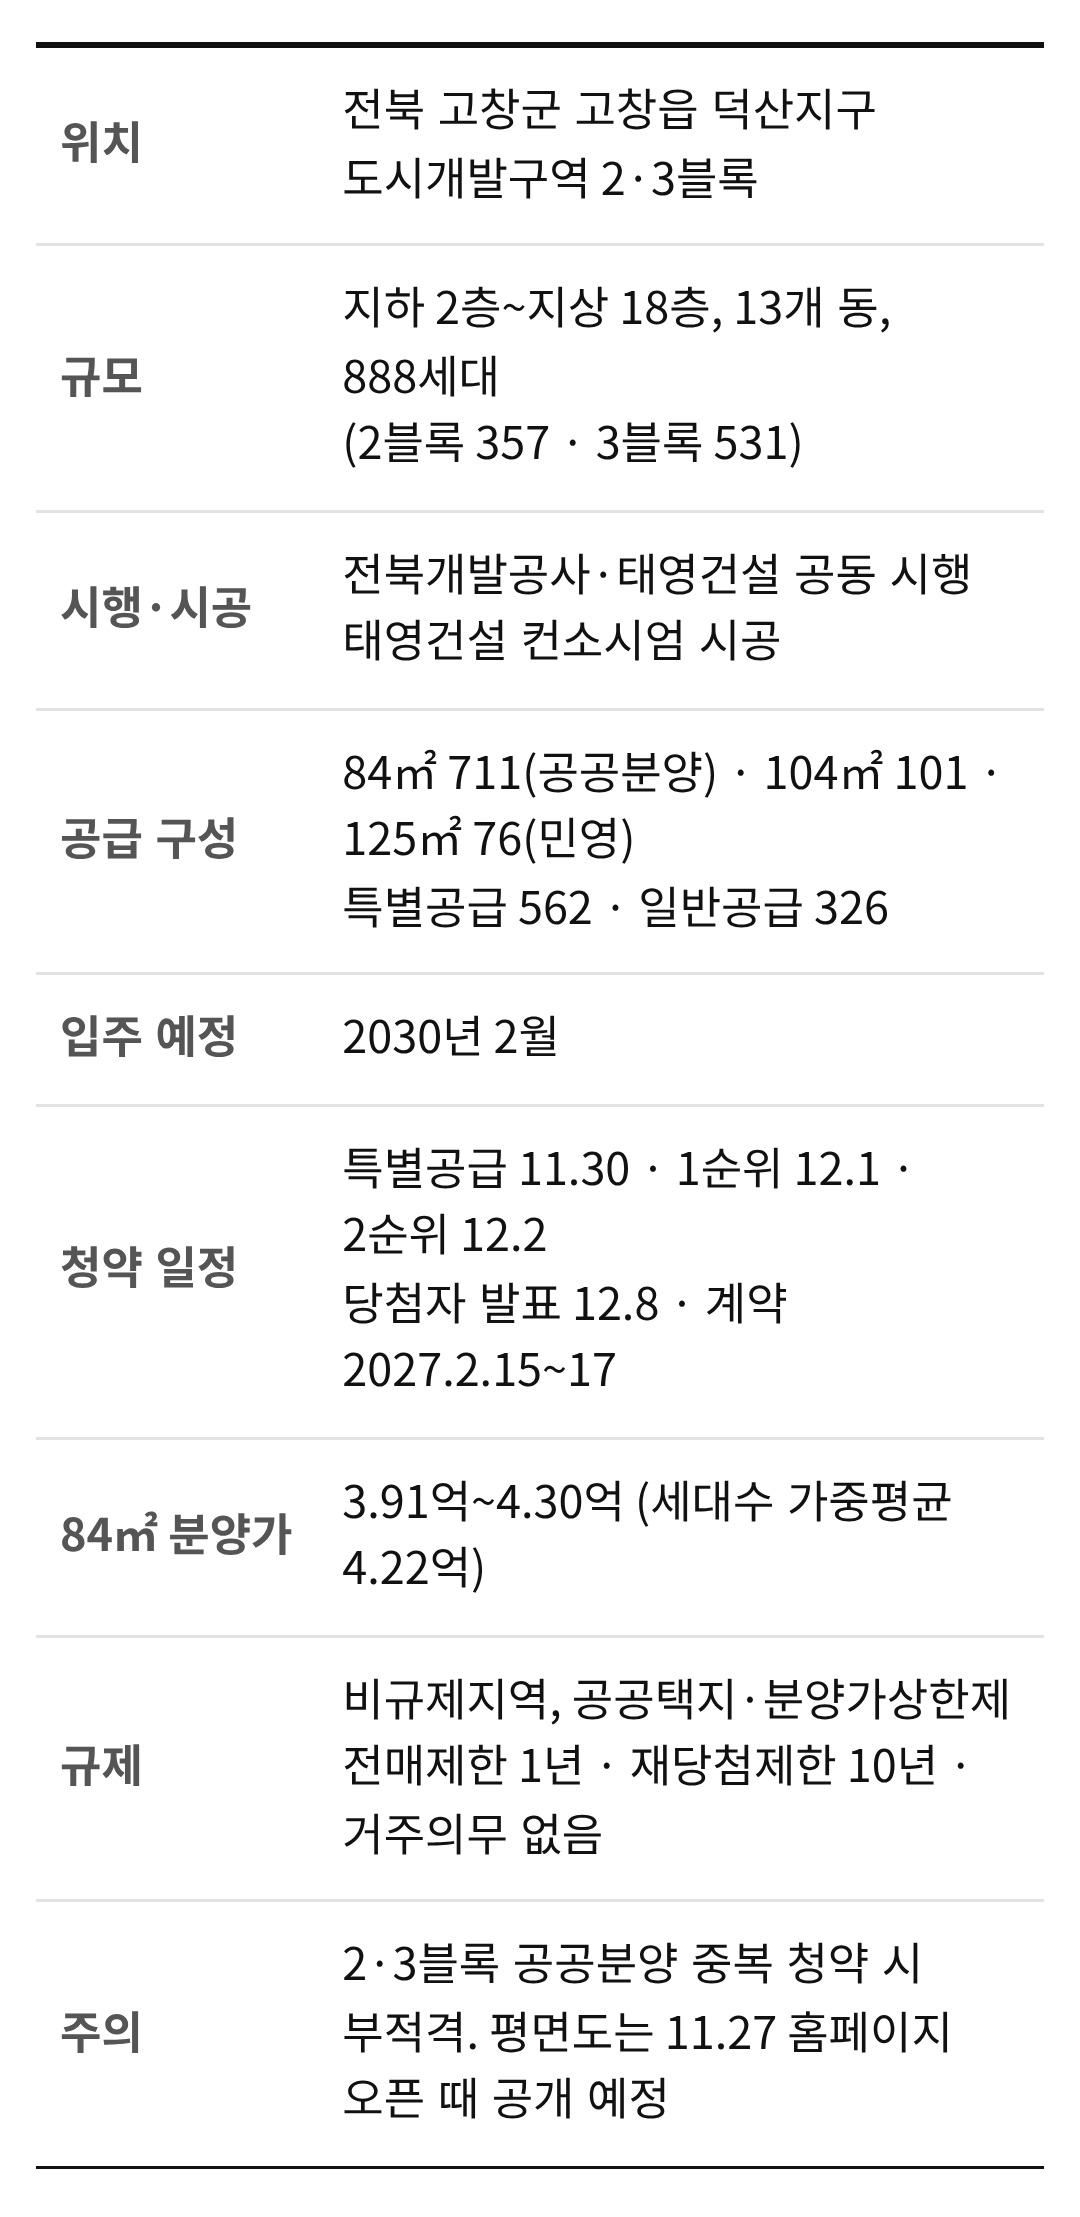 위치
전북 고창군 고창읍 덕산지구
도시개발구역 2·3블록
규모
지하 2층~지상 18층, 13개 동,
888세대
(2블록 357 · 3블록 531)
시행·시공
전북개발공사·태영건설 공동 시행
태영건설 컨소시엄 시공
공급 구성
84㎡ 711(공공분양) · 104㎡ 101 ·
125㎡ 76(민영)
특별공급 562 · 일반공급 326
입주 예정
2030년 2월
청약 일정
특별공급 11.30 · 1순위 12.1 ·
2순위 12.2
당첨자 발표 12.8 · 계약
2027.2.15~17
84㎡ 분양가
3.91억~4.30억 (세대수 가중평균
4.22억)
규제
비규제지역, 공공택지·분양가상한제
전매제한 1년 · 재당첨제한 10년 ·
거주의무 없음
주의
2·3블록 공공분양 중복 청약 시
부적격. 평면도는 11.27 홈페이지
오픈 때 공개 예정